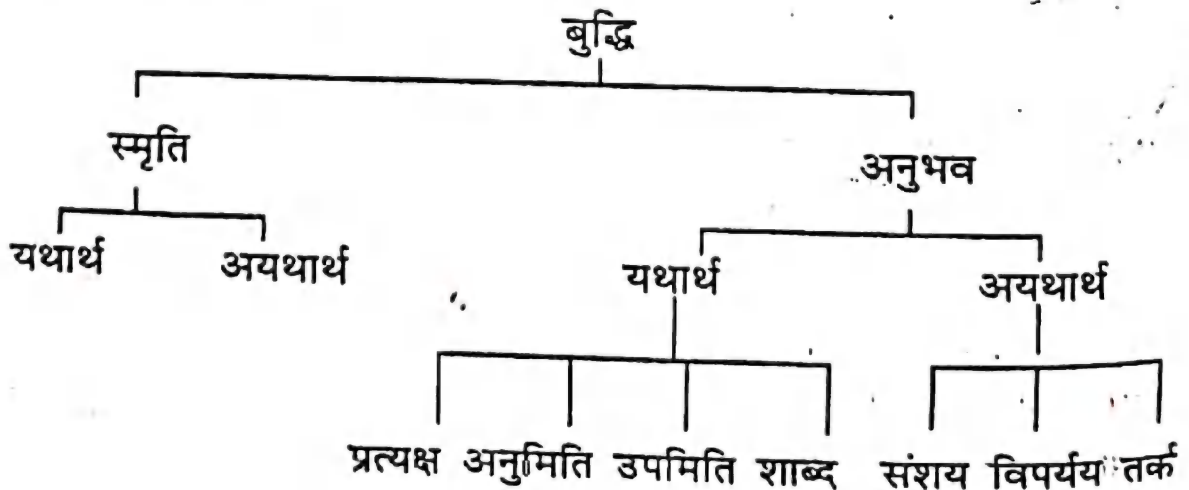 बुद्धि
स्मृति
अनुभव
यथार्थ अयथार्थ
यथार्थ अयथार्थ
प्रत्यक्ष अनुमिति उपमिति शाब्द संशय विपर्यय तर्क